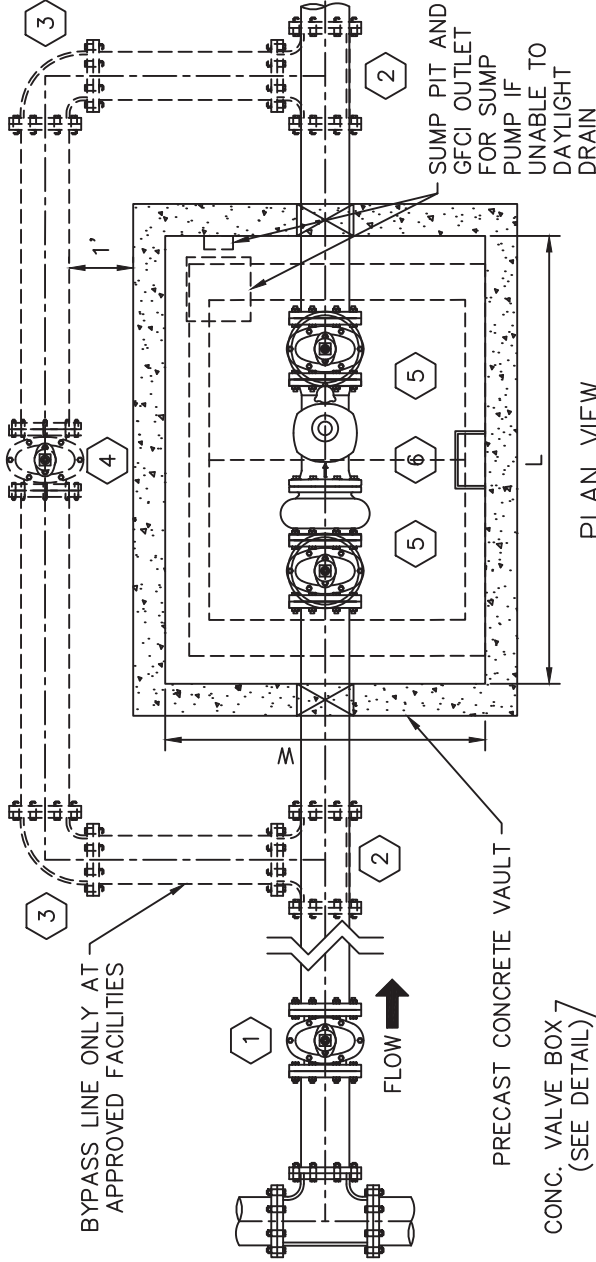 BYPASS LINE ONLY AT
APPROVED FACILITIES
3
3
1'
4
1
FLOW
2
2
W
L
5
6
5
SUMP PIT AND
GFCI OUTLET
FOR SUMP
PUMP IF
UNABLE TO
DAYLIGHT
DRAIN
PRECAST CONCRETE VAULT
CONC. VALVE BOX
(SEE DETAIL)
PLAN VIEW